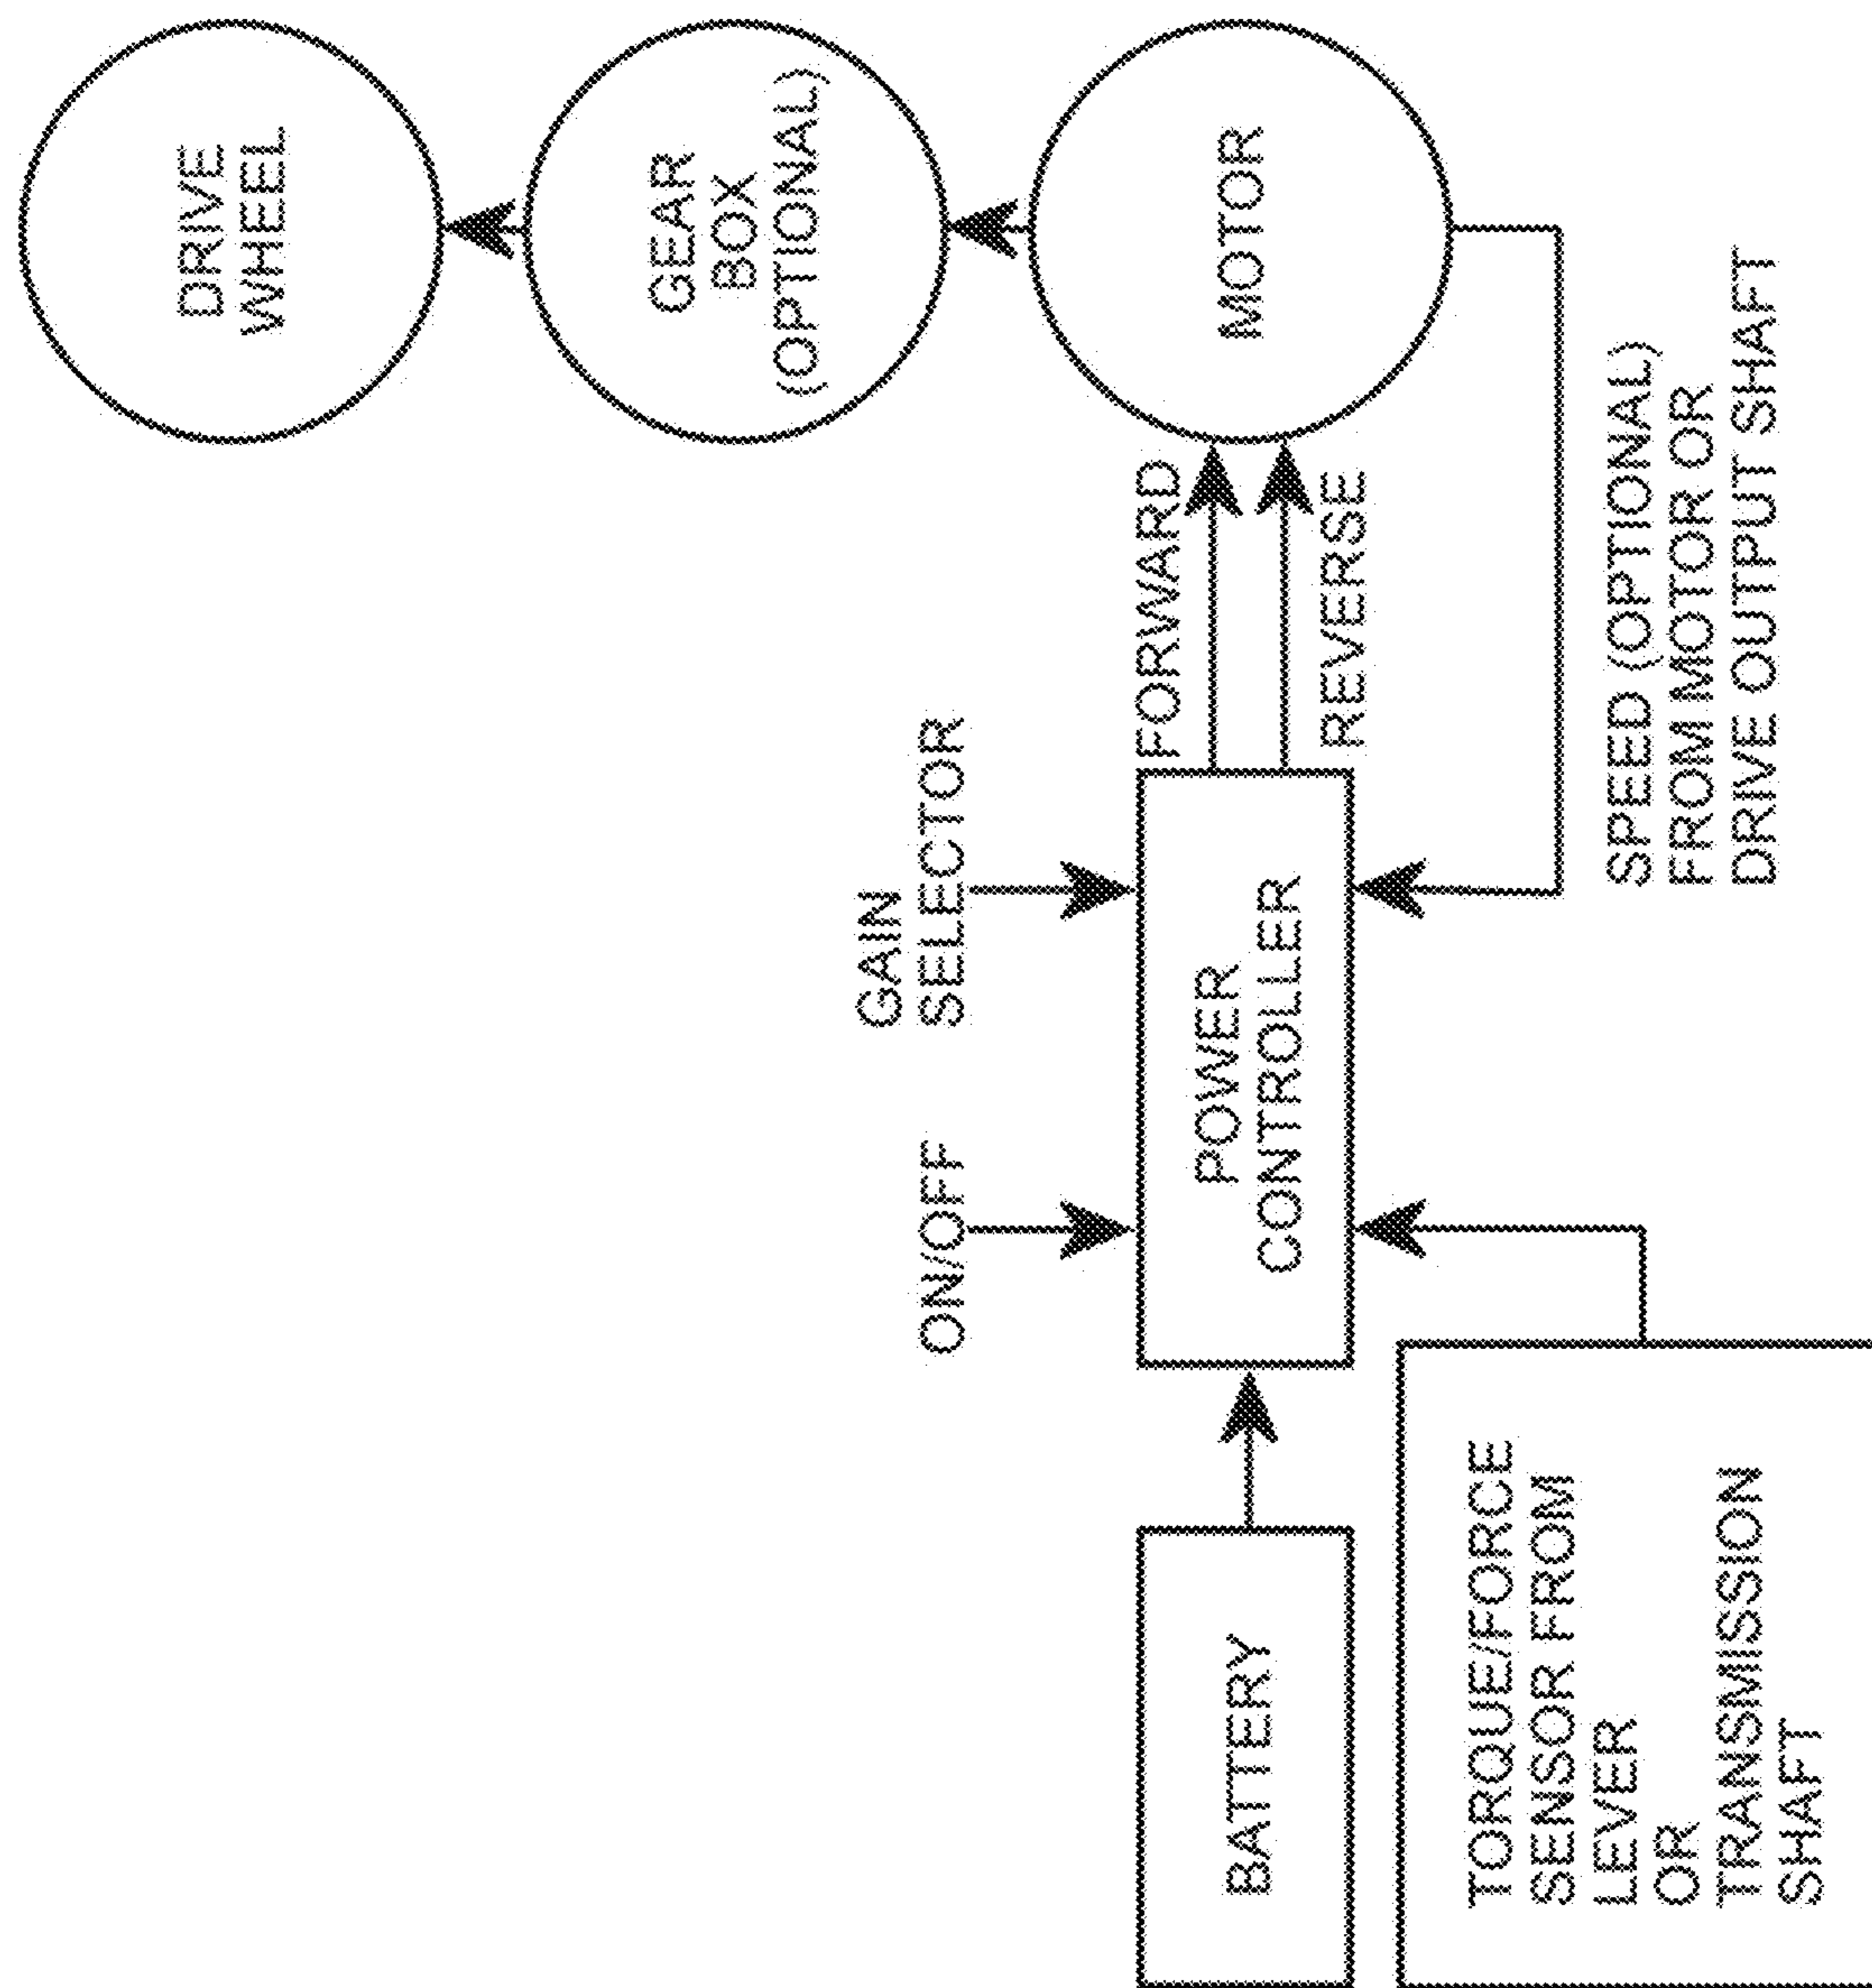 DRIVE
WHEEL
GEAR
BOX
(OPTIONAL)
GAIN
SELECTOR
ON/OFF
FORWARD
MOTOR
REVERSE
POWER
CONTROLLER
BATTERY
TORQUE/FORCE
SENSOR FROM
LEVER
OR
TRANSMISSION
SHAFT
SPEED (OPTIONAL)
FROM MOTOR OR
DRIVE OUTPUT SHAFT